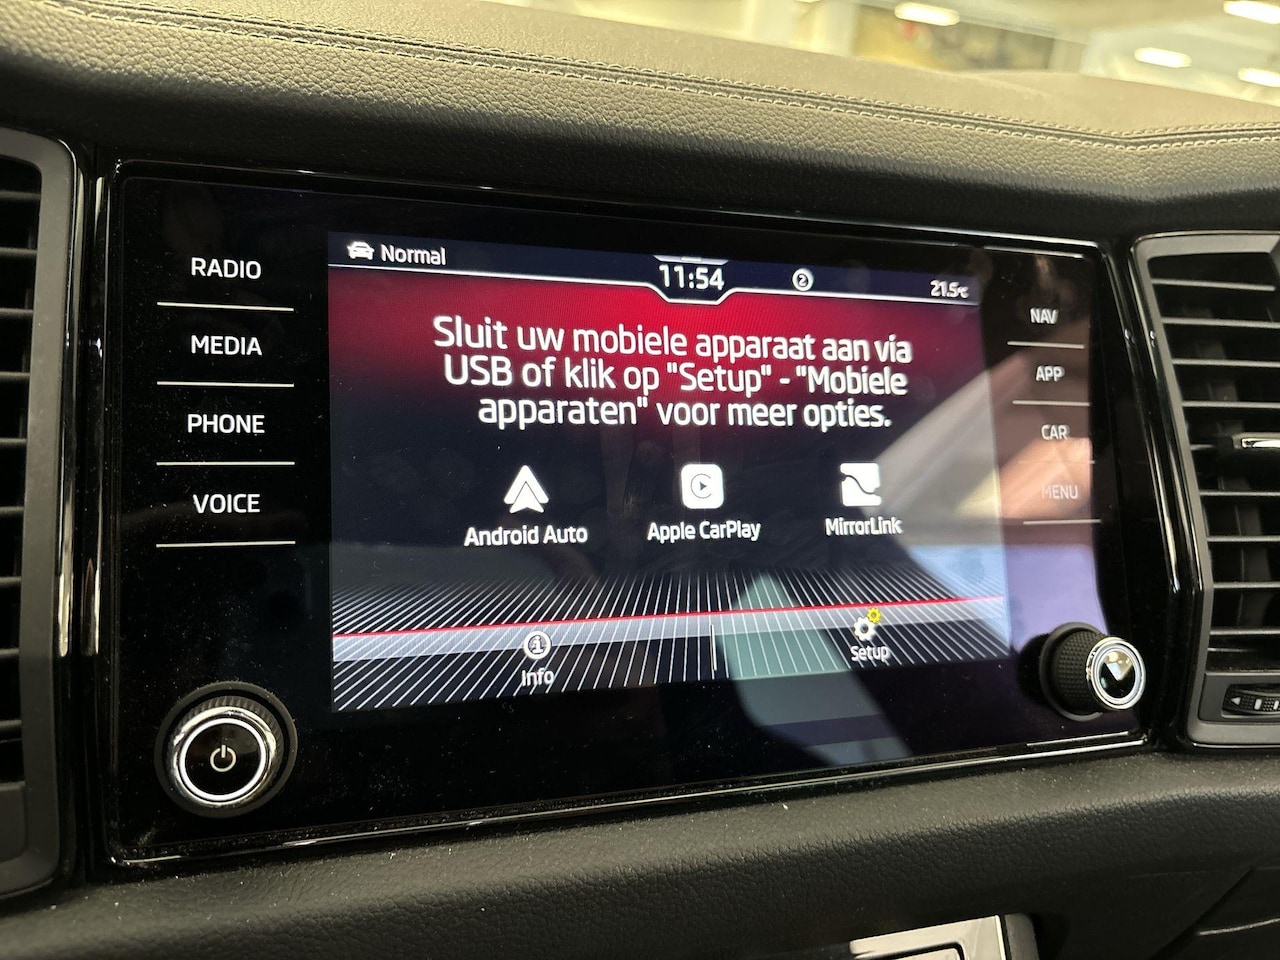 RADIO
MEDIA
PHONE
VOICE
Normal
11:54
2
21.5°C
Sluit uw mobiele apparaat aan via
USB of klik op "Setup" - "Mobiele
apparaten" voor meer opties.
Android Auto
Apple CarPlay
MirrorLink
Info
Setup
NAV
APP
CAR
MENU